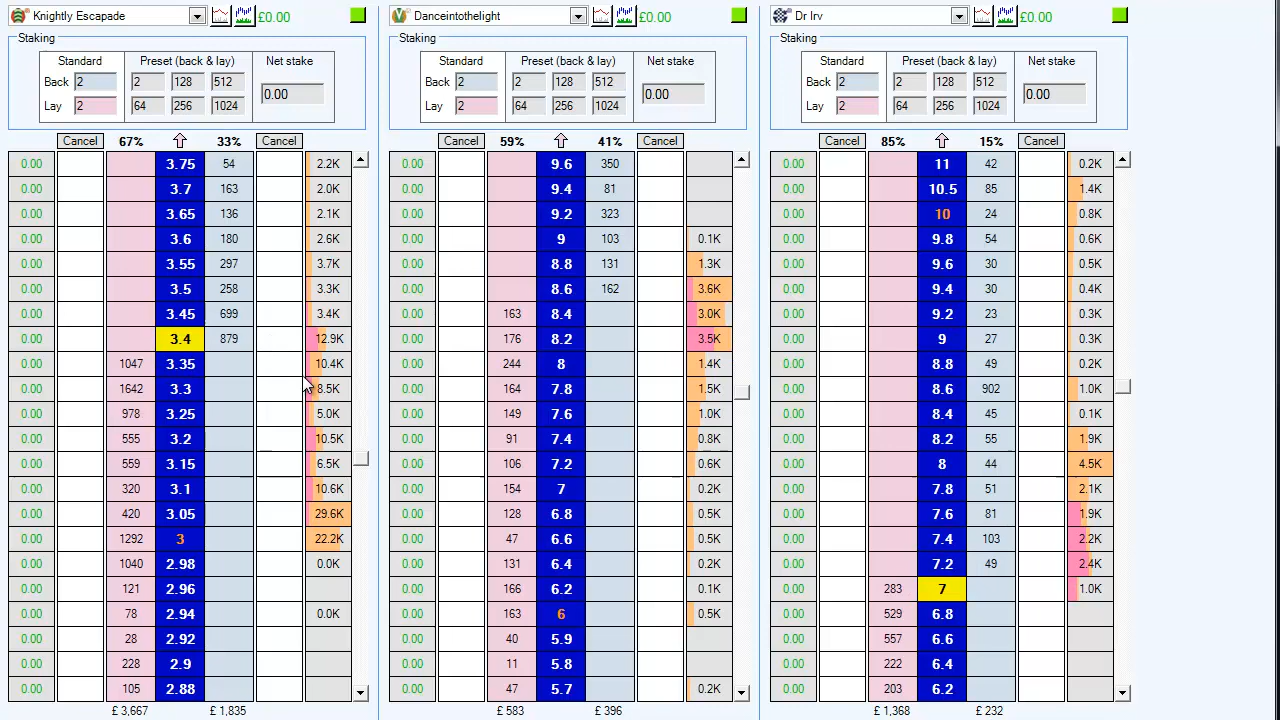 Knightly Escapade £0.00 Danceintothelight £0.00 Dr Irv £0.00
Staking Staking Staking
Standard Preset (back & lay) Net stake Standard Preset (back & lay) Net stake Standard Preset (back & lay) Net stake
Back 2 2 128 512 Back 2 2 128 512 Back 2 2 128 512
0.00 0.00 0.00
Lay 2 64 256 1024 Lay 2 64 256 1024 Lay 2 64 256 1024
Cancel 67% 33% Cancel Cancel 59% 41% Cancel Cancel 85% 15% Cancel
0.00 3.75 54 2.2K 0.00 9.6 350 0.00 11 42 0.2K
0.00 3.7 163 2.0K 0.00 9.4 81 0.00 10.5 85 1.4K
0.00 3.65 136 2.1K 0.00 9.2 323 0.00 10 24 0.8K
0.00 3.6 180 2.6K 0.00 9 103 0.1K 0.00 9.8 54 0.6K
0.00 3.55 297 3.7K 0.00 8.8 131 1.3K 0.00 9.6 30 0.5K
0.00 3.5 258 3.3K 0.00 8.6 162 3.6K 0.00 9.4 30 0.4K
0.00 3.45 699 3.4K 0.00 163 8.4 3.0K 0.00 9.2 23 0.3K
0.00 3.4 879 12.9K 0.00 176 8.2 3.5K 0.00 9 27 0.3K
0.00 1047 3.35 10.4K 0.00 244 8 1.4K 0.00 8.8 49 0.2K
0.00 1642 3.3 8.5K 0.00 164 7.8 1.5K 0.00 8.6 902 1.0K
0.00 978 3.25 5.0K 0.00 149 7.6 1.0K 0.00 8.4 45 0.1K
0.00 555 3.2 10.5K 0.00 91 7.4 0.8K 0.00 8.2 55 1.9K
0.00 559 3.15 6.5K 0.00 106 7.2 0.6K 0.00 8 44 4.5K
0.00 320 3.1 10.6K 0.00 154 7 0.2K 0.00 7.8 51 2.1K
0.00 420 3.05 29.6K 0.00 128 6.8 0.5K 0.00 7.6 81 1.9K
0.00 1292 3 22.2K 0.00 47 6.6 0.5K 0.00 7.4 103 2.2K
0.00 1040 2.98 0.0K 0.00 131 6.4 0.2K 0.00 7.2 49 2.4K
0.00 121 2.96 0.00 166 6.2 0.1K 0.00 283 7 1.0K
0.00 78 2.94 0.0K 0.00 163 6 0.5K 0.00 529 6.8
0.00 28 2.92 0.00 40 5.9 0.00 557 6.6
0.00 228 2.9 0.00 11 5.8 0.00 222 6.4
0.00 105 2.88 0.00 47 5.7 0.2K 0.00 203 6.2
£ 3,667 £ 1,835 £ 583 £ 396 £ 1,368 £ 232